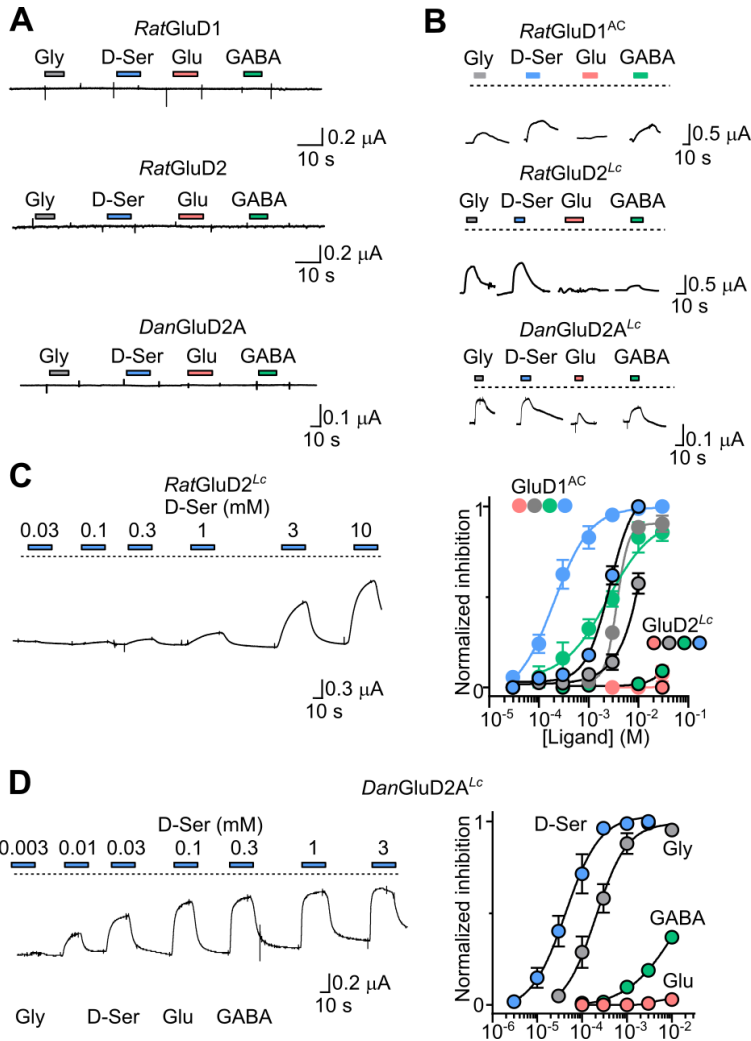 A
RatGluD1
Gly D-Ser Glu GABA
0.2 µA
10 s
RatGluD2
Gly D-Ser Glu GABA
0.2 µA
10 s
DanGluD2A
Gly D-Ser Glu GABA
0.1 µA
10 s
B
RatGluD1AC
Gly D-Ser Glu GABA
0.5 µA
10 s
RatGluD2Lc
Gly D-Ser Glu GABA
0.5 µA
10 s
DanGluD2ALc
Gly D-Ser Glu GABA
0.1 µA
10 s
C
RatGluD2Lc
D-Ser (mM)
0.03 0.1 0.3 1 3 10
0.3 µA
10 s
GluD1AC
GluD2Lc
Normalized inhibition
1
0
10-5 10-4 10-3 10-2 10-1
[Ligand] (M)
D
DanGluD2ALc
D-Ser (mM)
0.003 0.01 0.03 0.1 0.3 1 3
0.2 µA
10 s
Gly D-Ser Glu GABA
Normalized inhibition
1
0
D-Ser
Gly
GABA
Glu
10-6 10-5 10-4 10-3 10-2